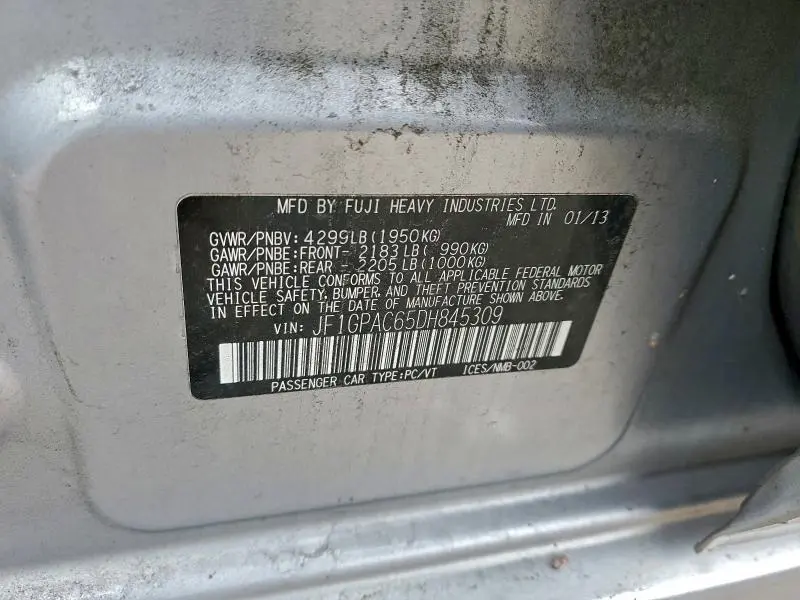 MFD BY FUJI HEAVY INDUSTRIES LTD.
MFD IN 01/13
GVWR/PNBV: 4299LB (1950KG)
GAWR/PNBE:FRONT- 2183 LB ( 990KG)
GAWR/PNBE:REAR - 2205 LB (1000KG)
THIS VEHICLE CONFORMS TO ALL APPLICABLE FEDERAL MOTOR
VEHICLE SAFETY, BUMPER, AND THEFT PREVENTION STANDARDS
IN EFFECT ON THE DATE OF MANUFACTURE SHOWN ABOVE.
VIN: JF1GPAC65DH845309
PASSENGER CAR TYPE:PC/VT ICES/NMB-002